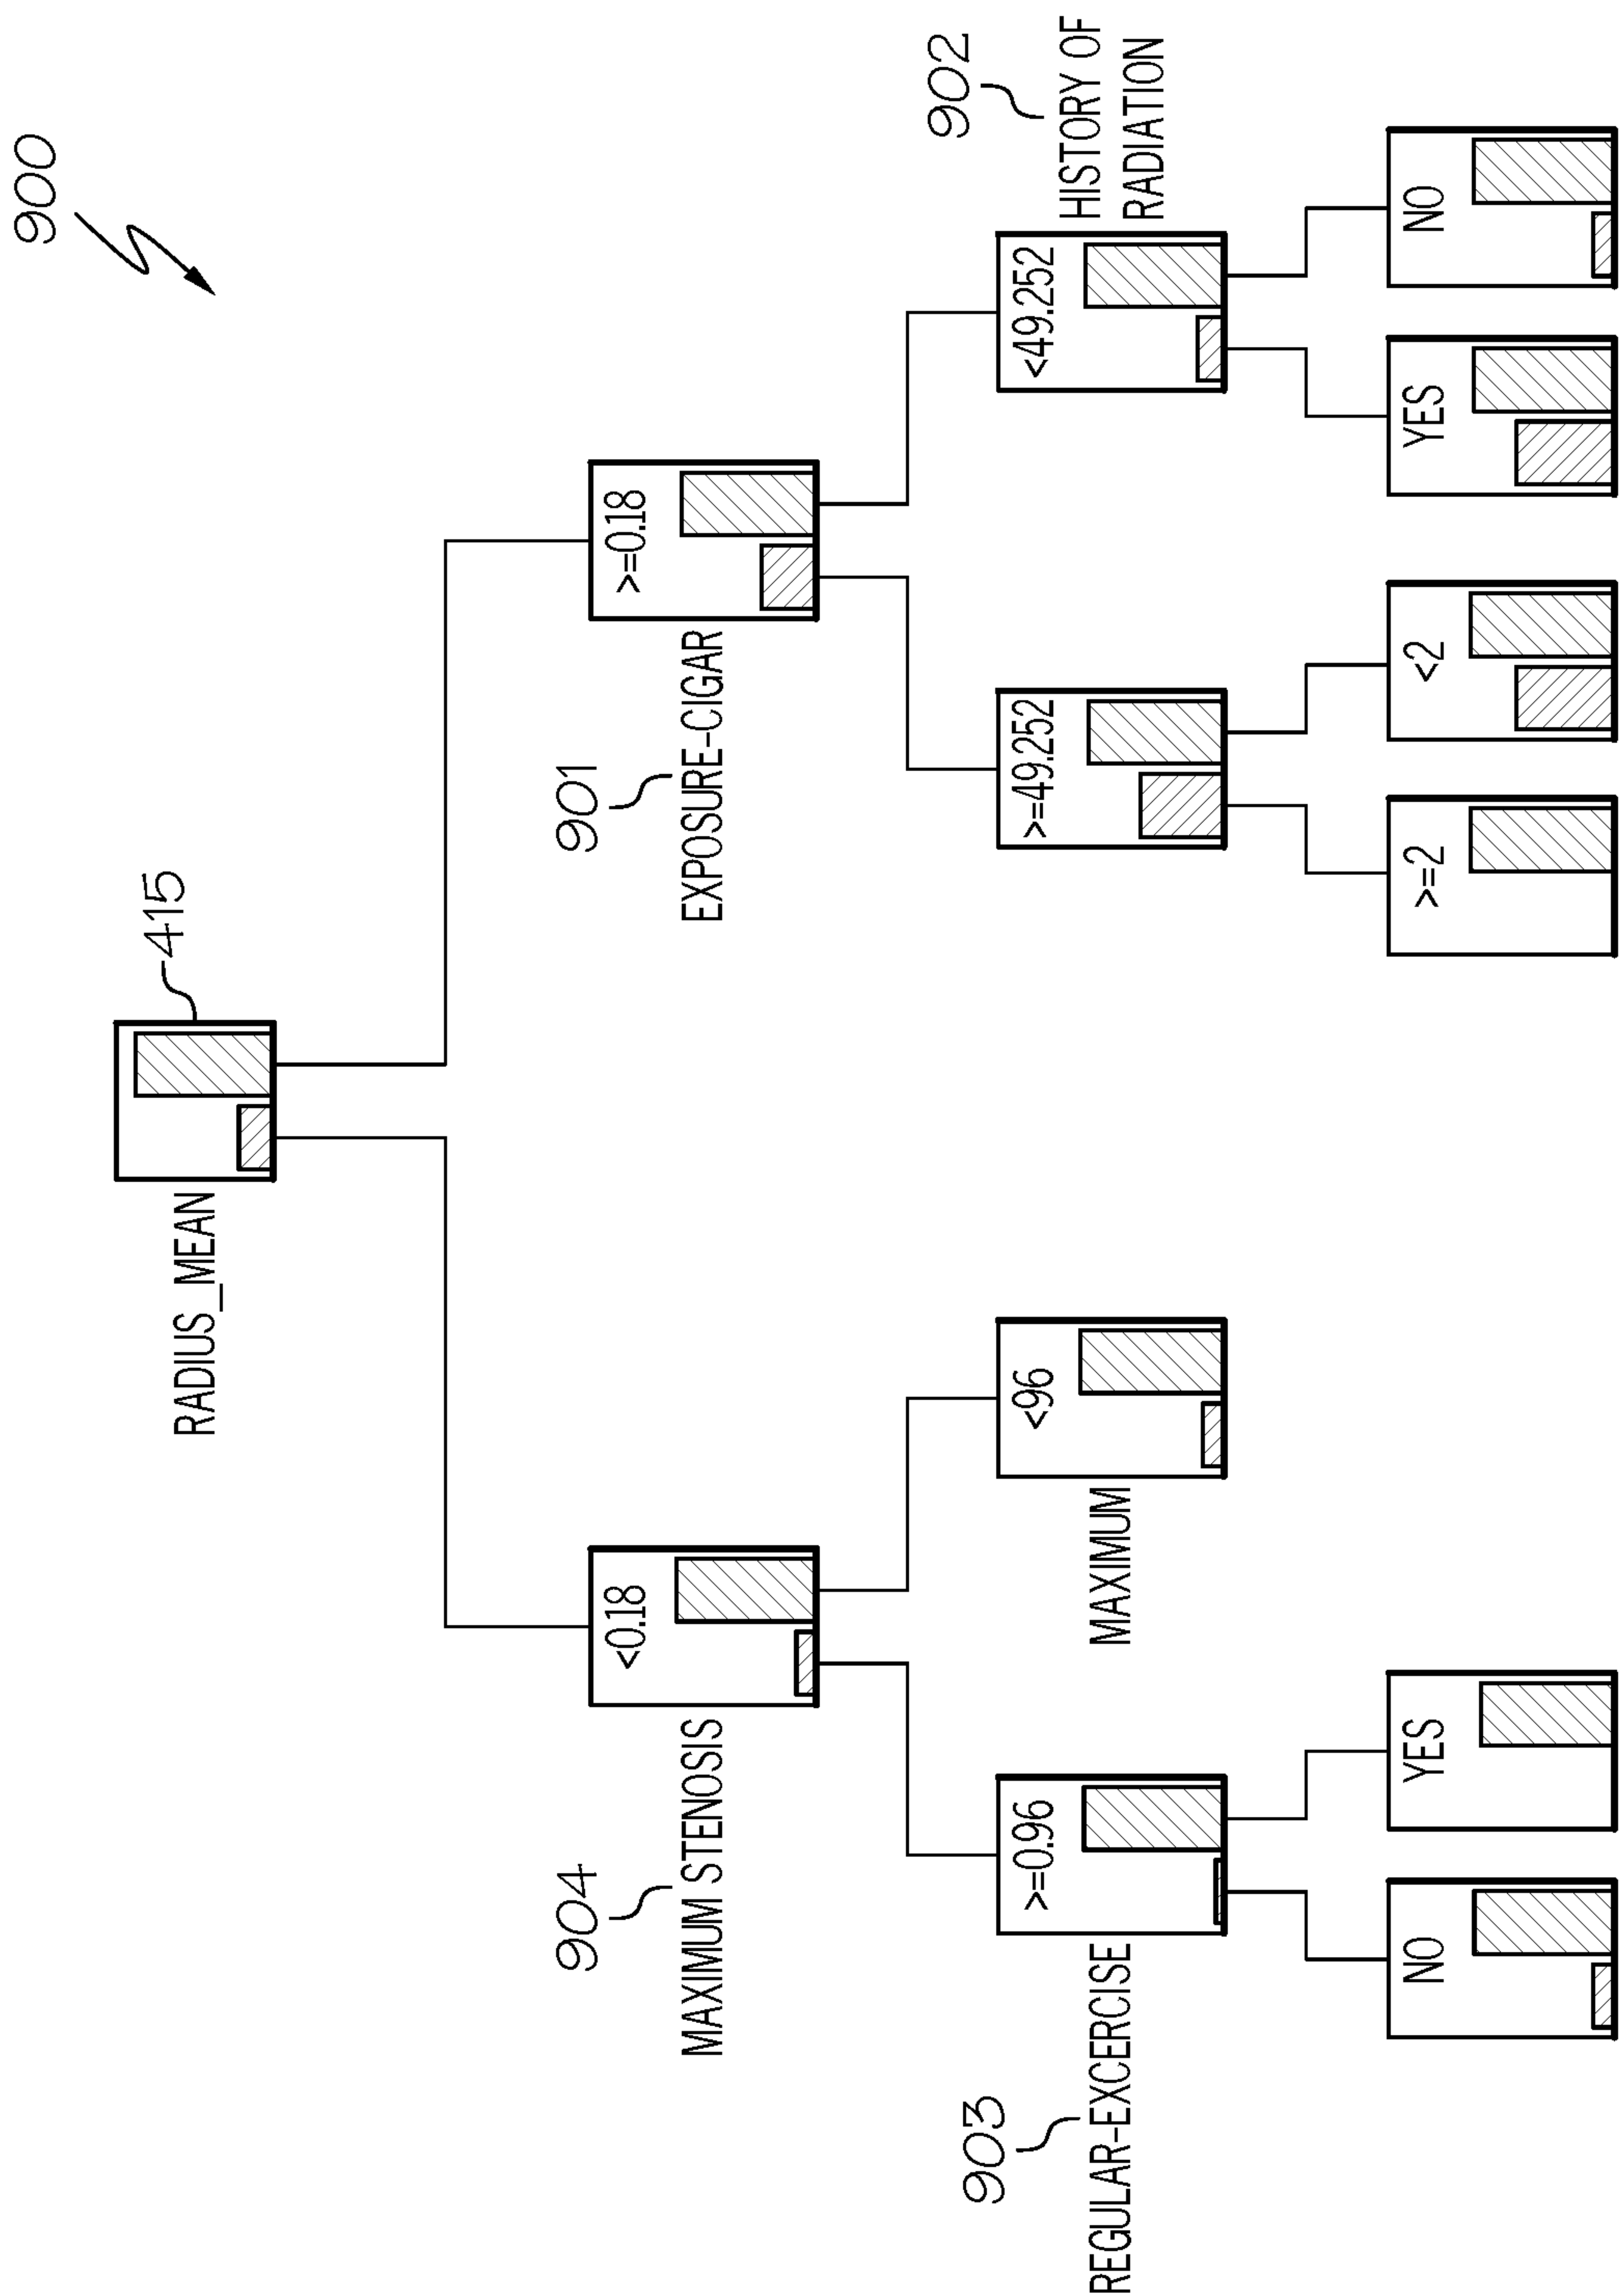 900
415
RADIUS_MEAN
904
MAXIMUM STENOSIS
<0.18
901
EXPOSURE-CIGAR
>=0.18
903
REGULAR-EXCERCISE
>=0.96
MAXIMUM
<96
>=49.252
<49.252
902
HISTORY OF
RADIATION
NO
YES
>=2
<2
YES
NO